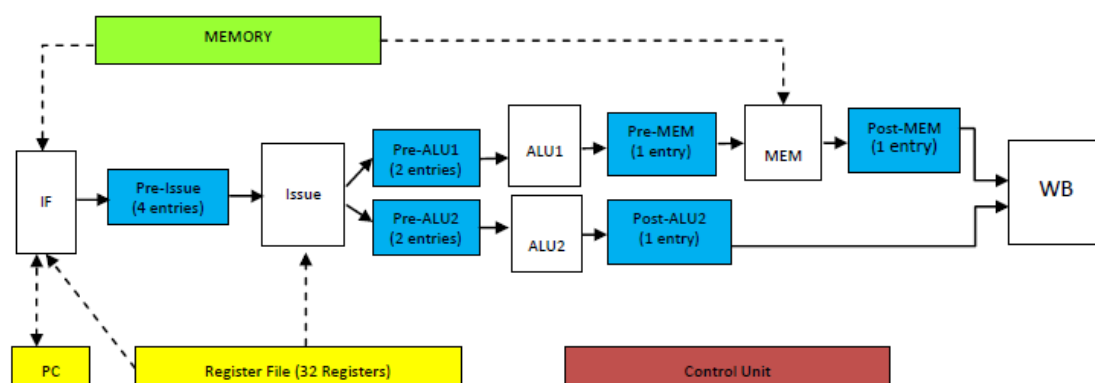 MEMORY
IF
Pre-Issue
(4 entries)
Issue
Pre-ALU1
(2 entries)
Pre-ALU2
(2 entries)
ALU1
ALU2
Pre-MEM
(1 entry)
Post-ALU2
(1 entry)
MEM
Post-MEM
(1 entry)
WB
PC
Register File (32 Registers)
Control Unit